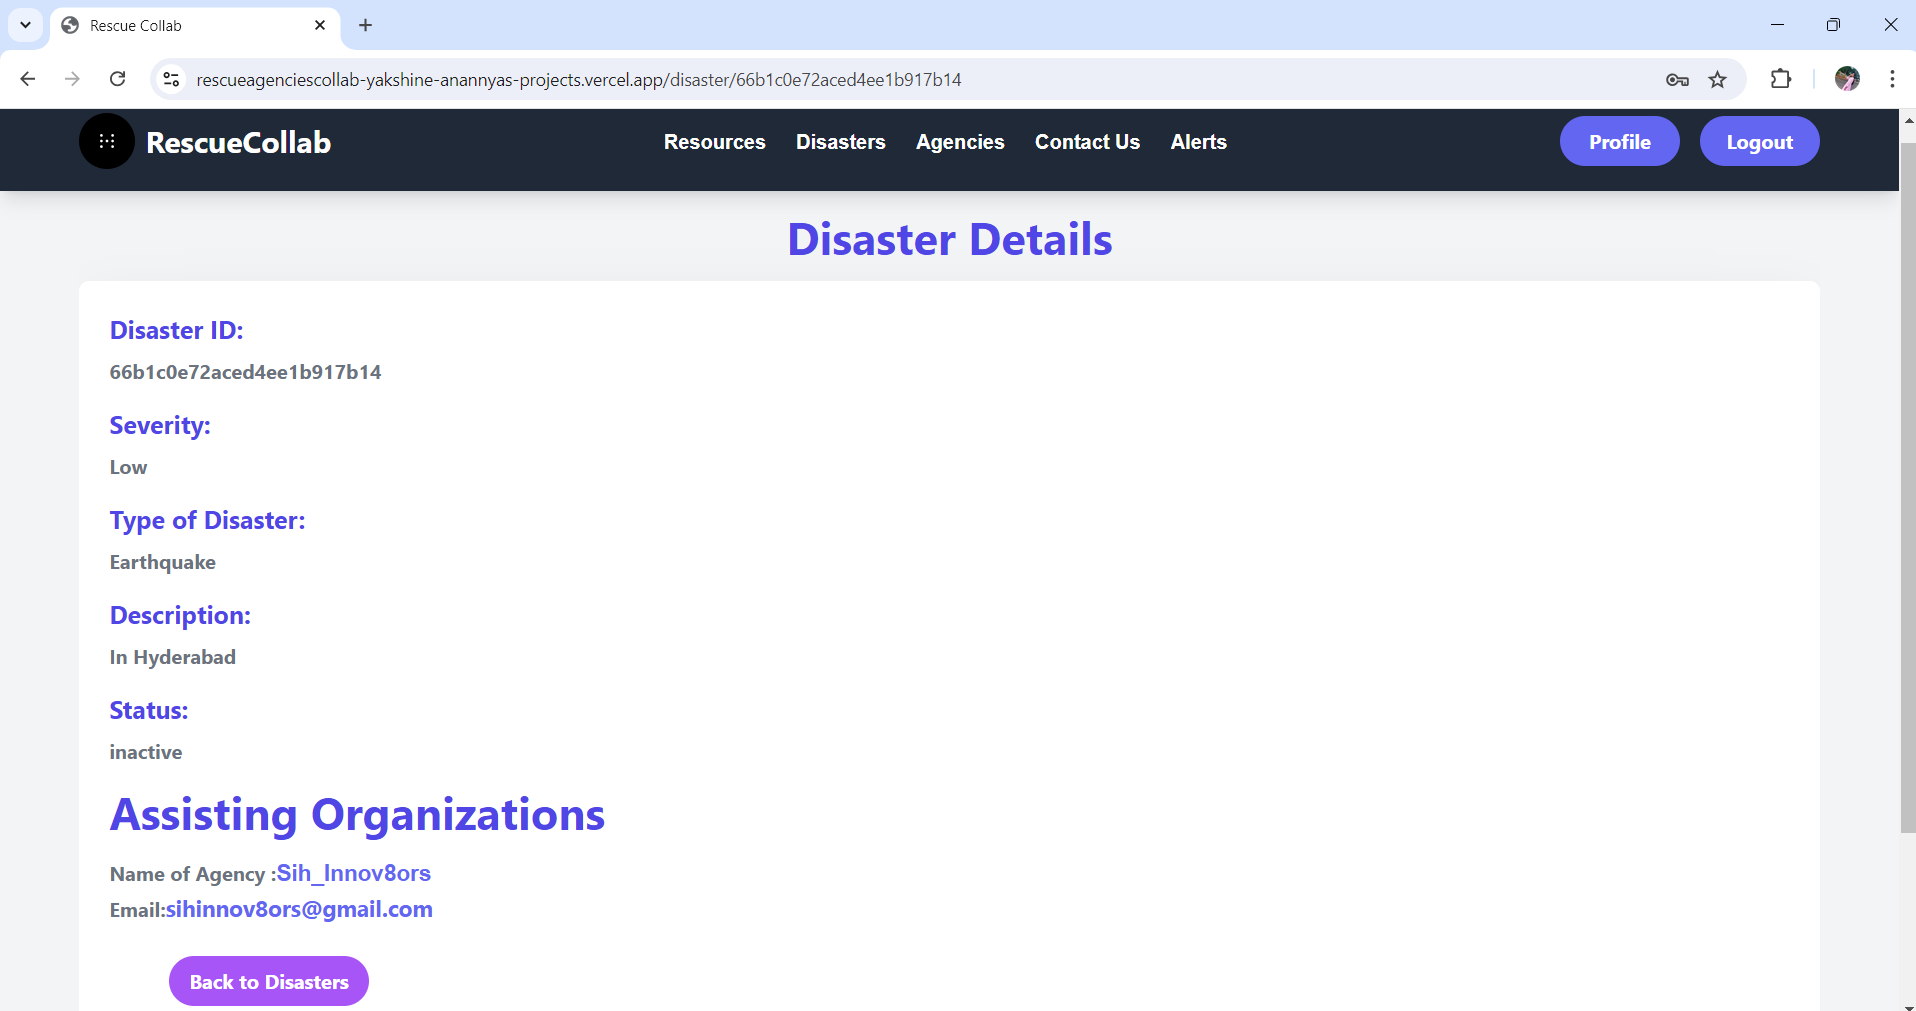 Rescue Collab
rescueagenciescollab-yakshine-anannyas-projects.vercel.app/disaster/66b1c0e72aced4ee1b917b14
RescueCollab Resources Disasters Agencies Contact Us Alerts Profile Logout
Disaster Details
Disaster ID:
66b1c0e72aced4ee1b917b14
Severity:
Low
Type of Disaster:
Earthquake
Description:
In Hyderabad
Status:
inactive
Assisting Organizations
Name of Agency :Sih_Innov8ors
Email:sihinnov8ors@gmail.com
Back to Disasters